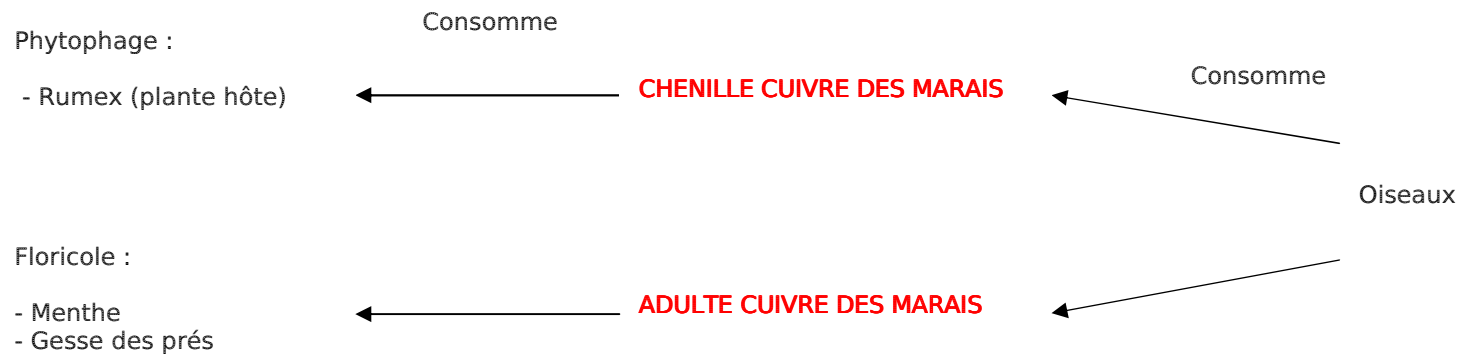 Consomme
Phytophage :
- Rumex (plante hôte)
CHENILLE CUIVRE DES MARAIS
Consomme
Oiseaux
Floricole :
- Menthe
- Gesse des prés
ADULTE CUIVRE DES MARAIS